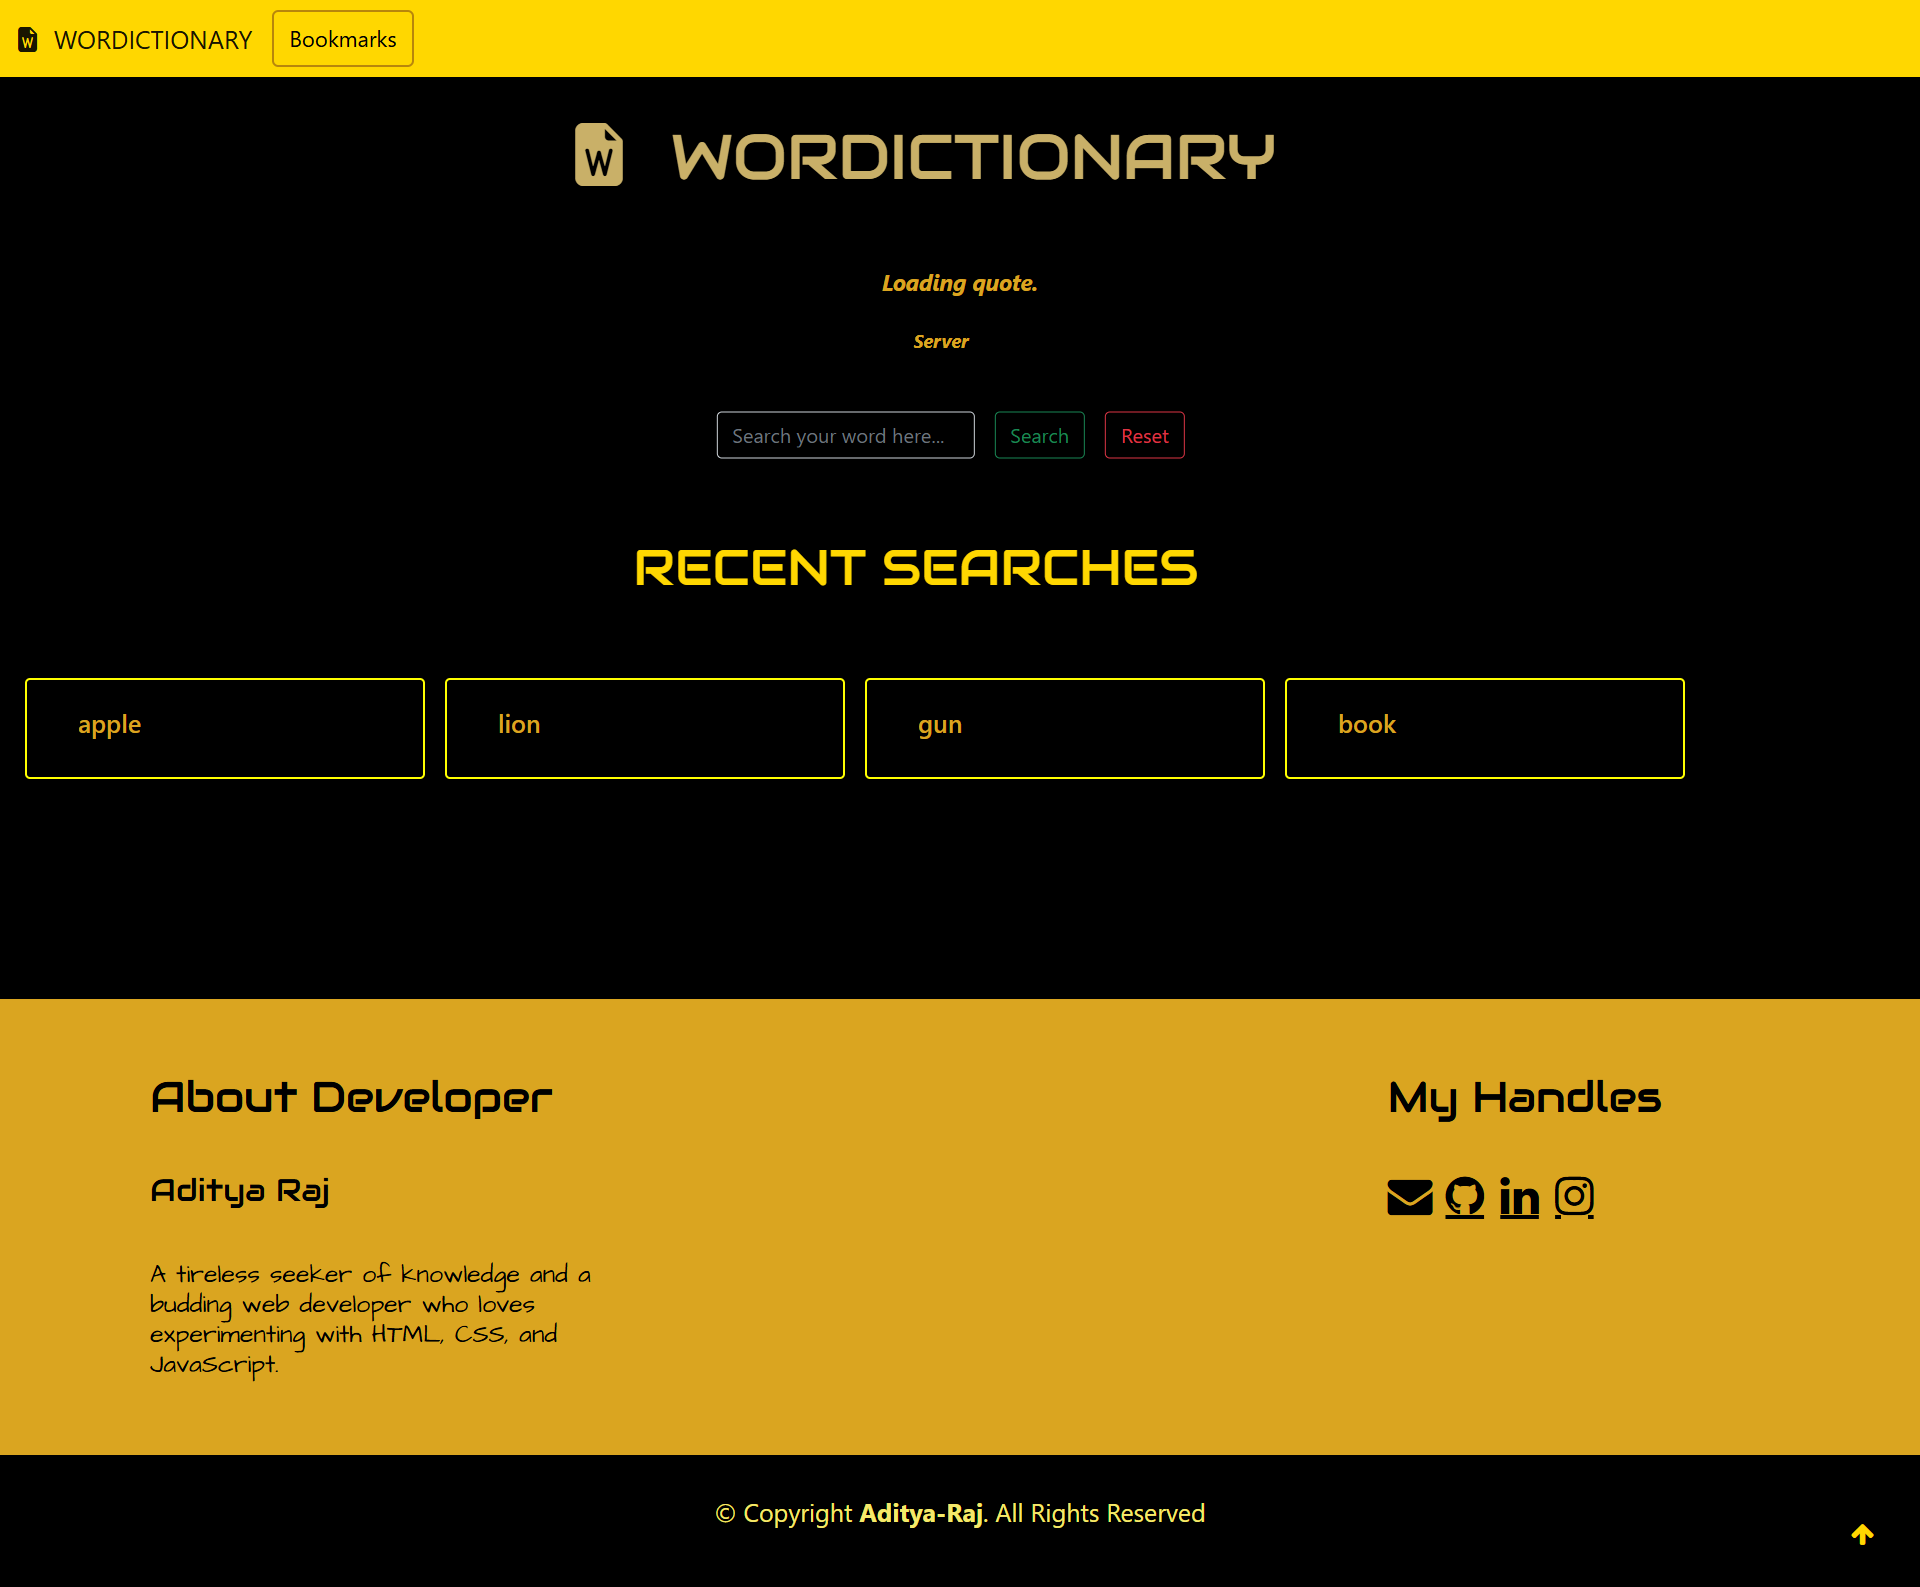 WORDICTIONARY Bookmarks
WORDICTIONARY
Loading quote.
Server
Search your word here... Search Reset
RECENT SEARCHES
apple lion gun book
About Developer
My Handles
Aditya Raj
A tireless seeker of knowledge and a
budding web developer who loves
experimenting with HTML, CSS, and
JavaScript.
© Copyright Aditya-Raj. All Rights Reserved